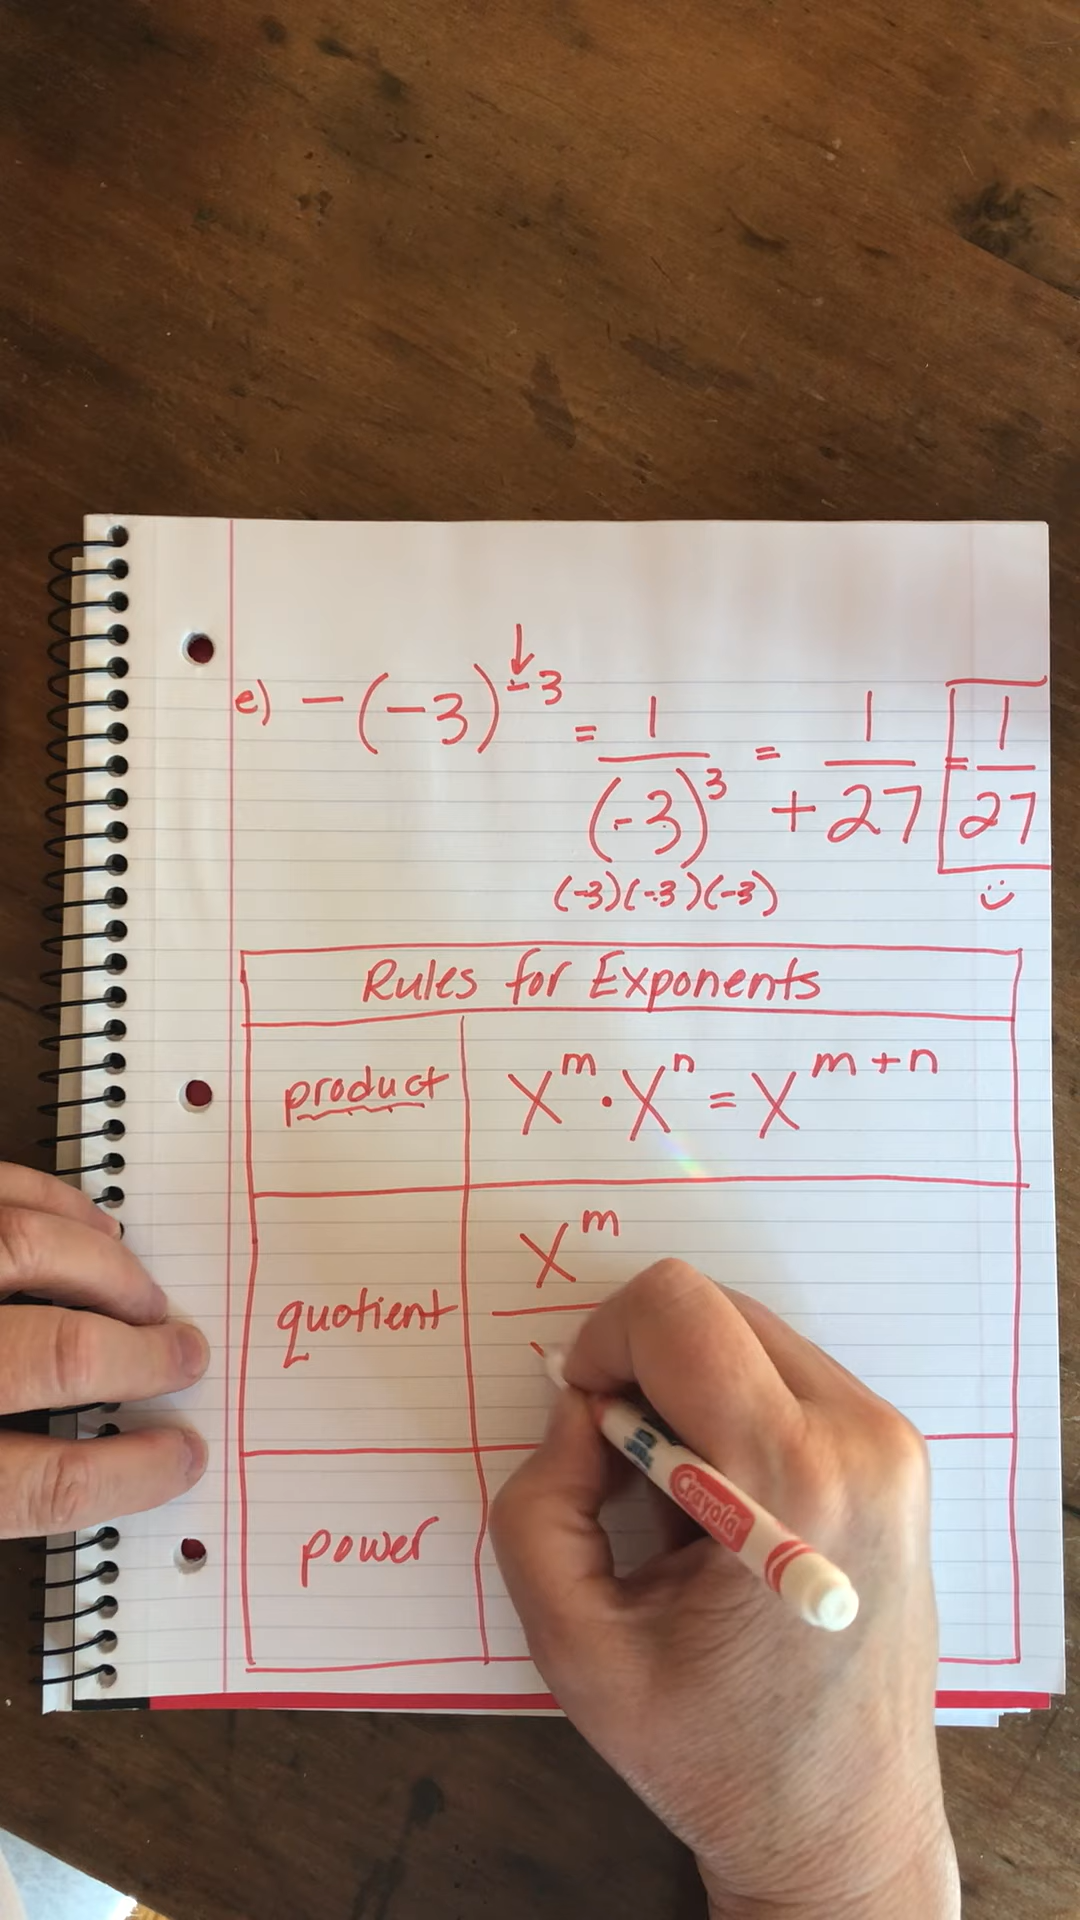 e) -(-3)^-3 = 1/(-3)^3 = 1/+27 = 1/27
(-3)(-3)(-3)
Rules for Exponents
product x^m · x^n = x^m+n
quotient x^m
power
Crayola